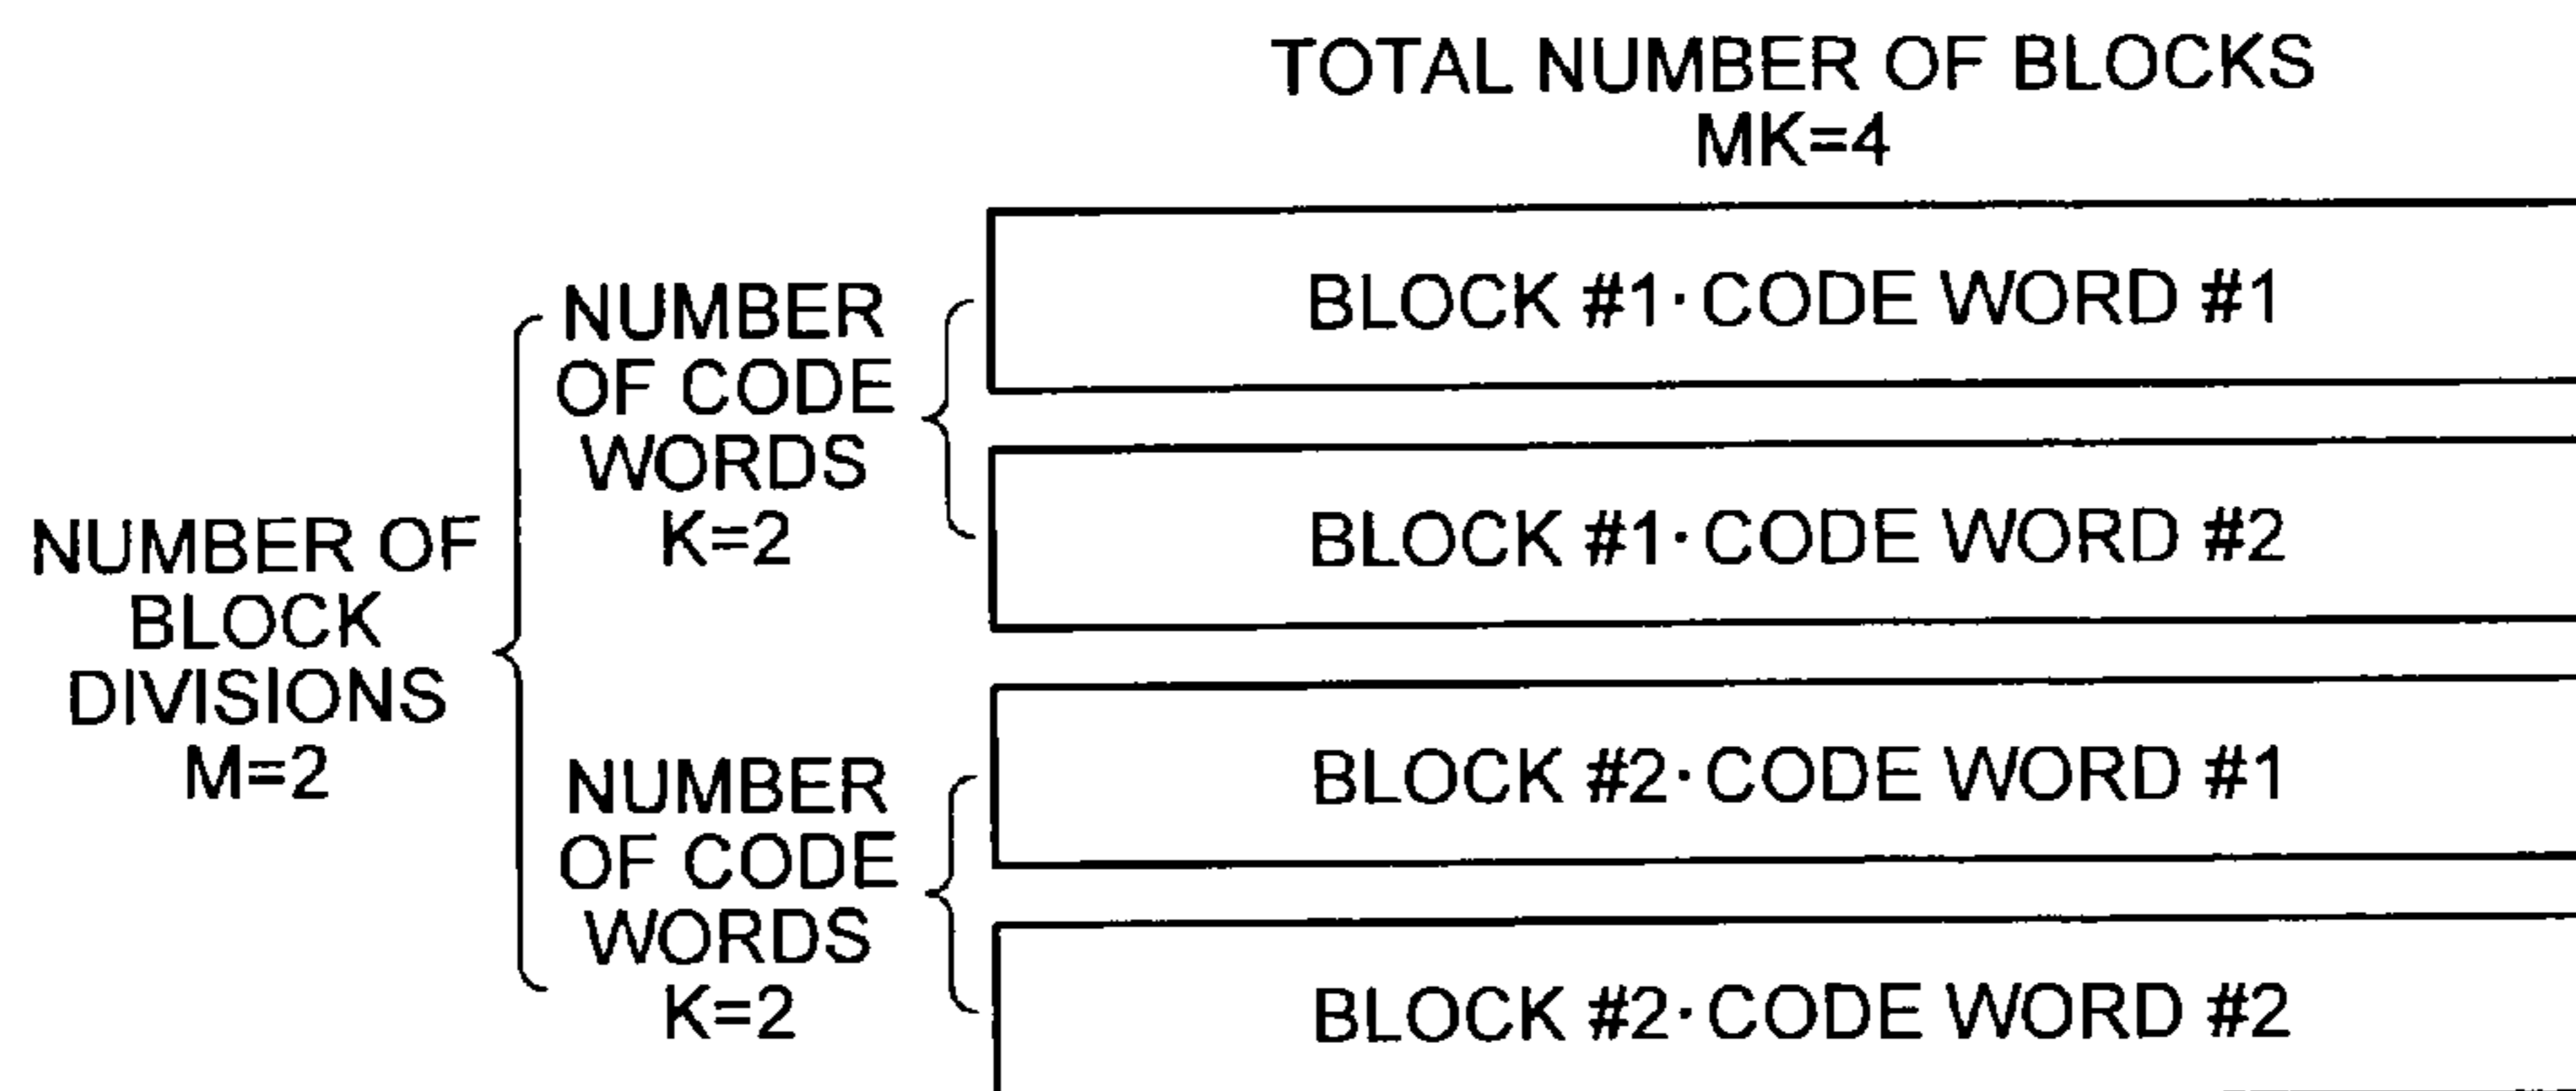 TOTAL NUMBER OF BLOCKS
MK=4
NUMBER OF
BLOCK
DIVISIONS
M=2
NUMBER
OF CODE
WORDS
K=2
BLOCK #1·CODE WORD #1
BLOCK #1·CODE WORD #2
NUMBER
OF CODE
WORDS
K=2
BLOCK #2·CODE WORD #1
BLOCK #2·CODE WORD #2